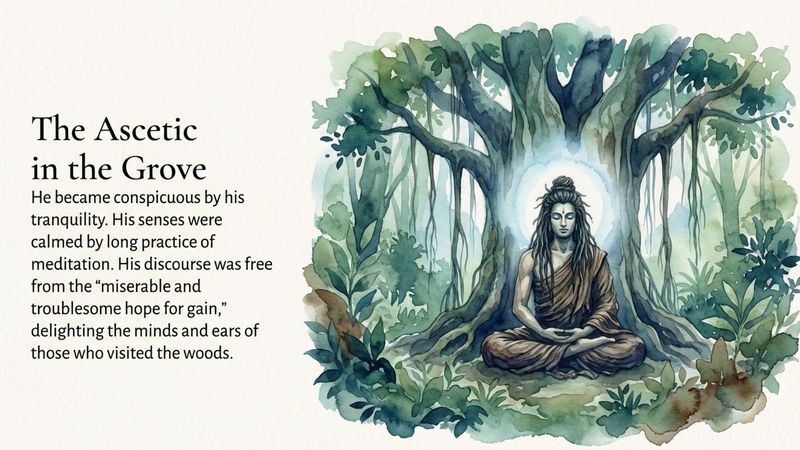 The Ascetic
in the Grove
He became conspicuous by his
tranquility. His senses were
calmed by long practice of
meditation. His discourse was free
from the “miserable and
troublesome hope for gain,”
delighting the minds and ears of
those who visited the woods.